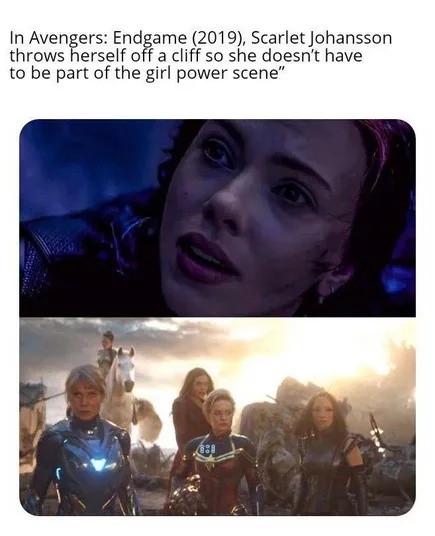 In Avengers: Endgame (2019), Scarlet Johansson
throws herself off a cliff so she doesn’t have
to be part of the girl power scene”